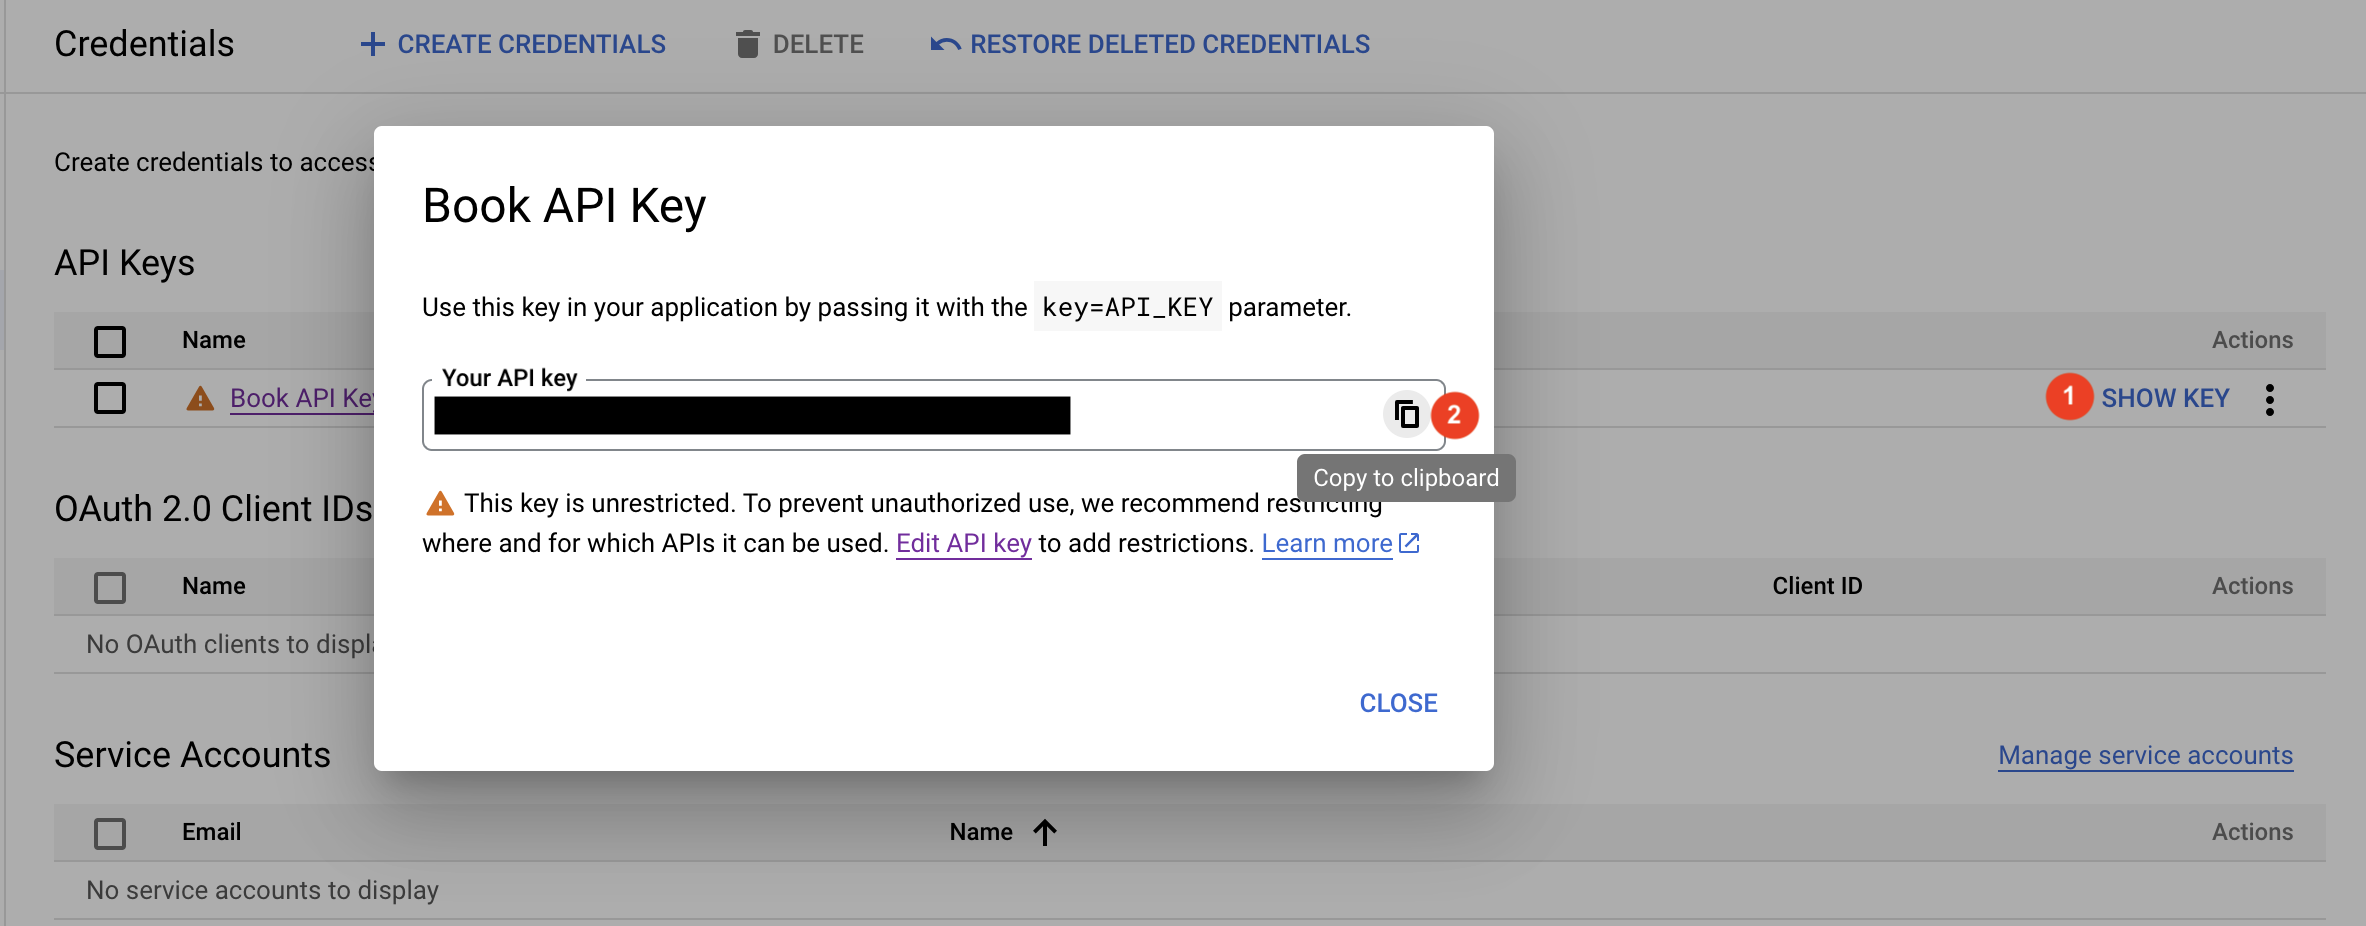 Credentials
CREATE CREDENTIALS
DELETE
RESTORE DELETED CREDENTIALS
Create credentials to access
API Keys
Name
Actions
Book API Key
1
SHOW KEY
Book API Key
Use this key in your application by passing it with the key=API_KEY parameter.
Your API key
2
Copy to clipboard
This key is unrestricted. To prevent unauthorized use, we recommend restricting
where and for which APIs it can be used. Edit API key to add restrictions. Learn more
CLOSE
OAuth 2.0 Client IDs
Name
Client ID
Actions
No OAuth clients to displa
Service Accounts
Manage service accounts
Email
Name
Actions
No service accounts to display